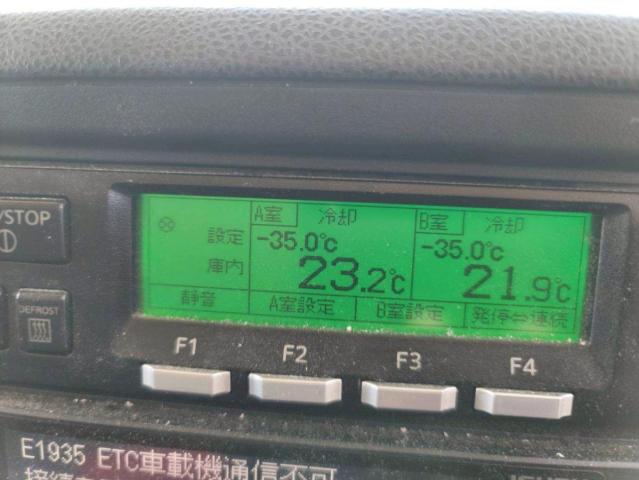 /STOP
A室 冷却 B室 冷却
設定 -35.0℃ -35.0℃
庫内 23.2℃ 21.9℃
静音 A室設定 B室設定 発停⇔連続
DEFROST
F1 F2 F3 F4
E1935 ETC車載機通信不可